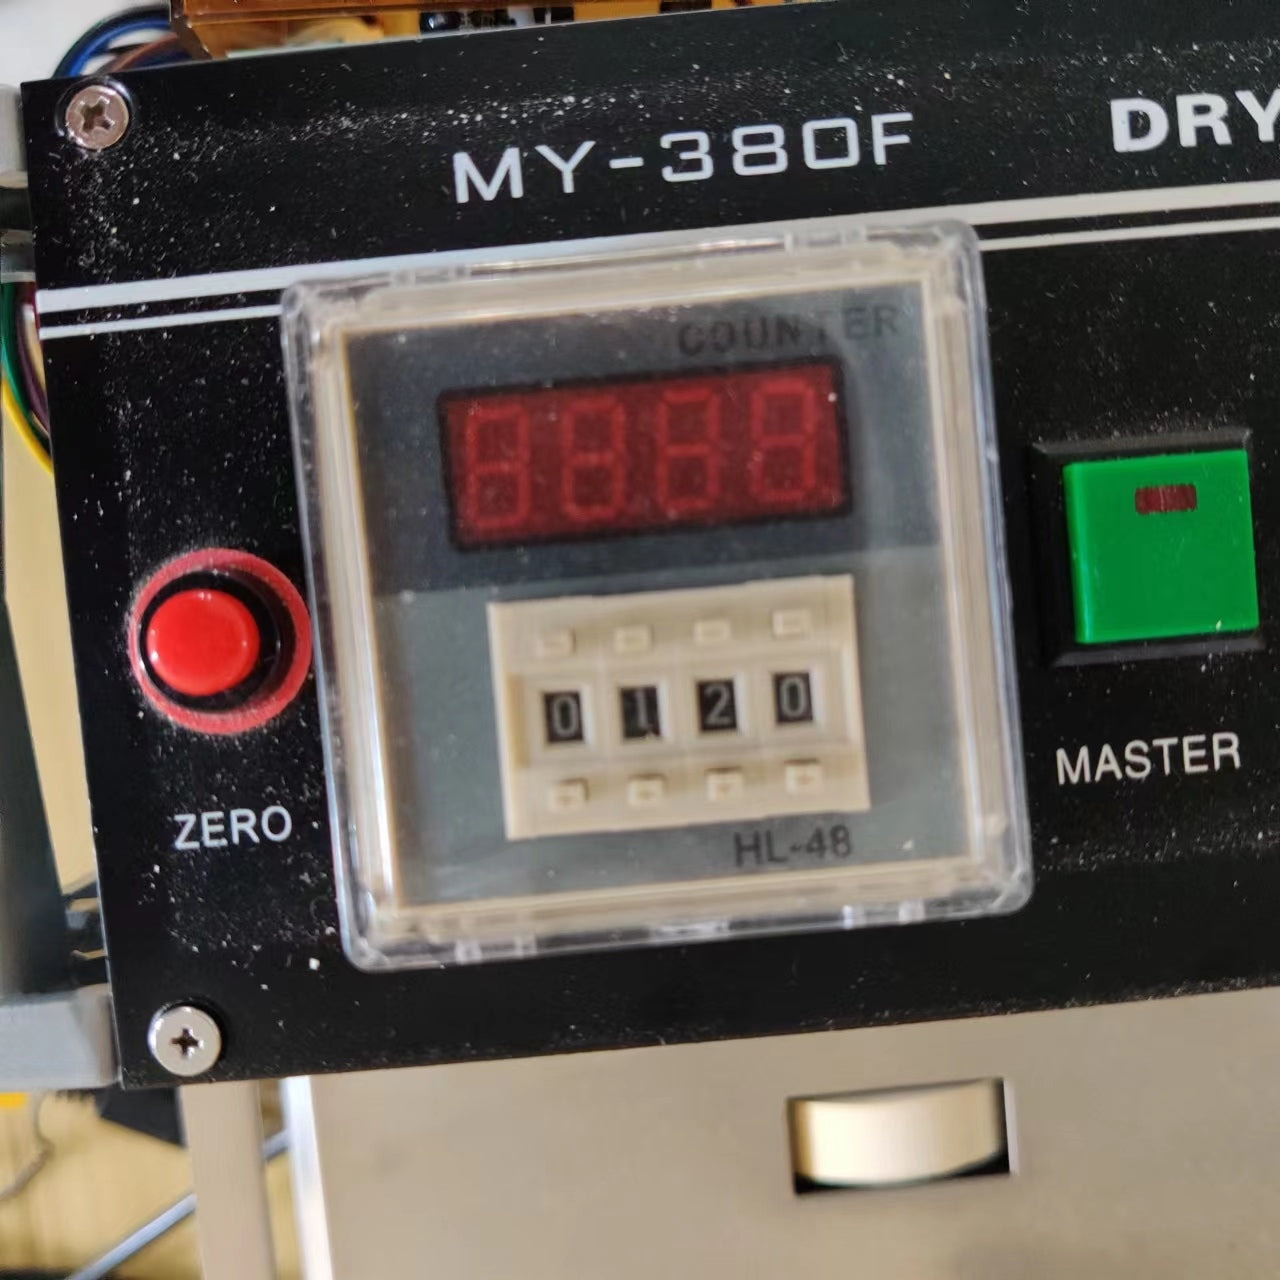 MY-380F
DRY
COUNTER
0120
HL-48
ZERO
MASTER